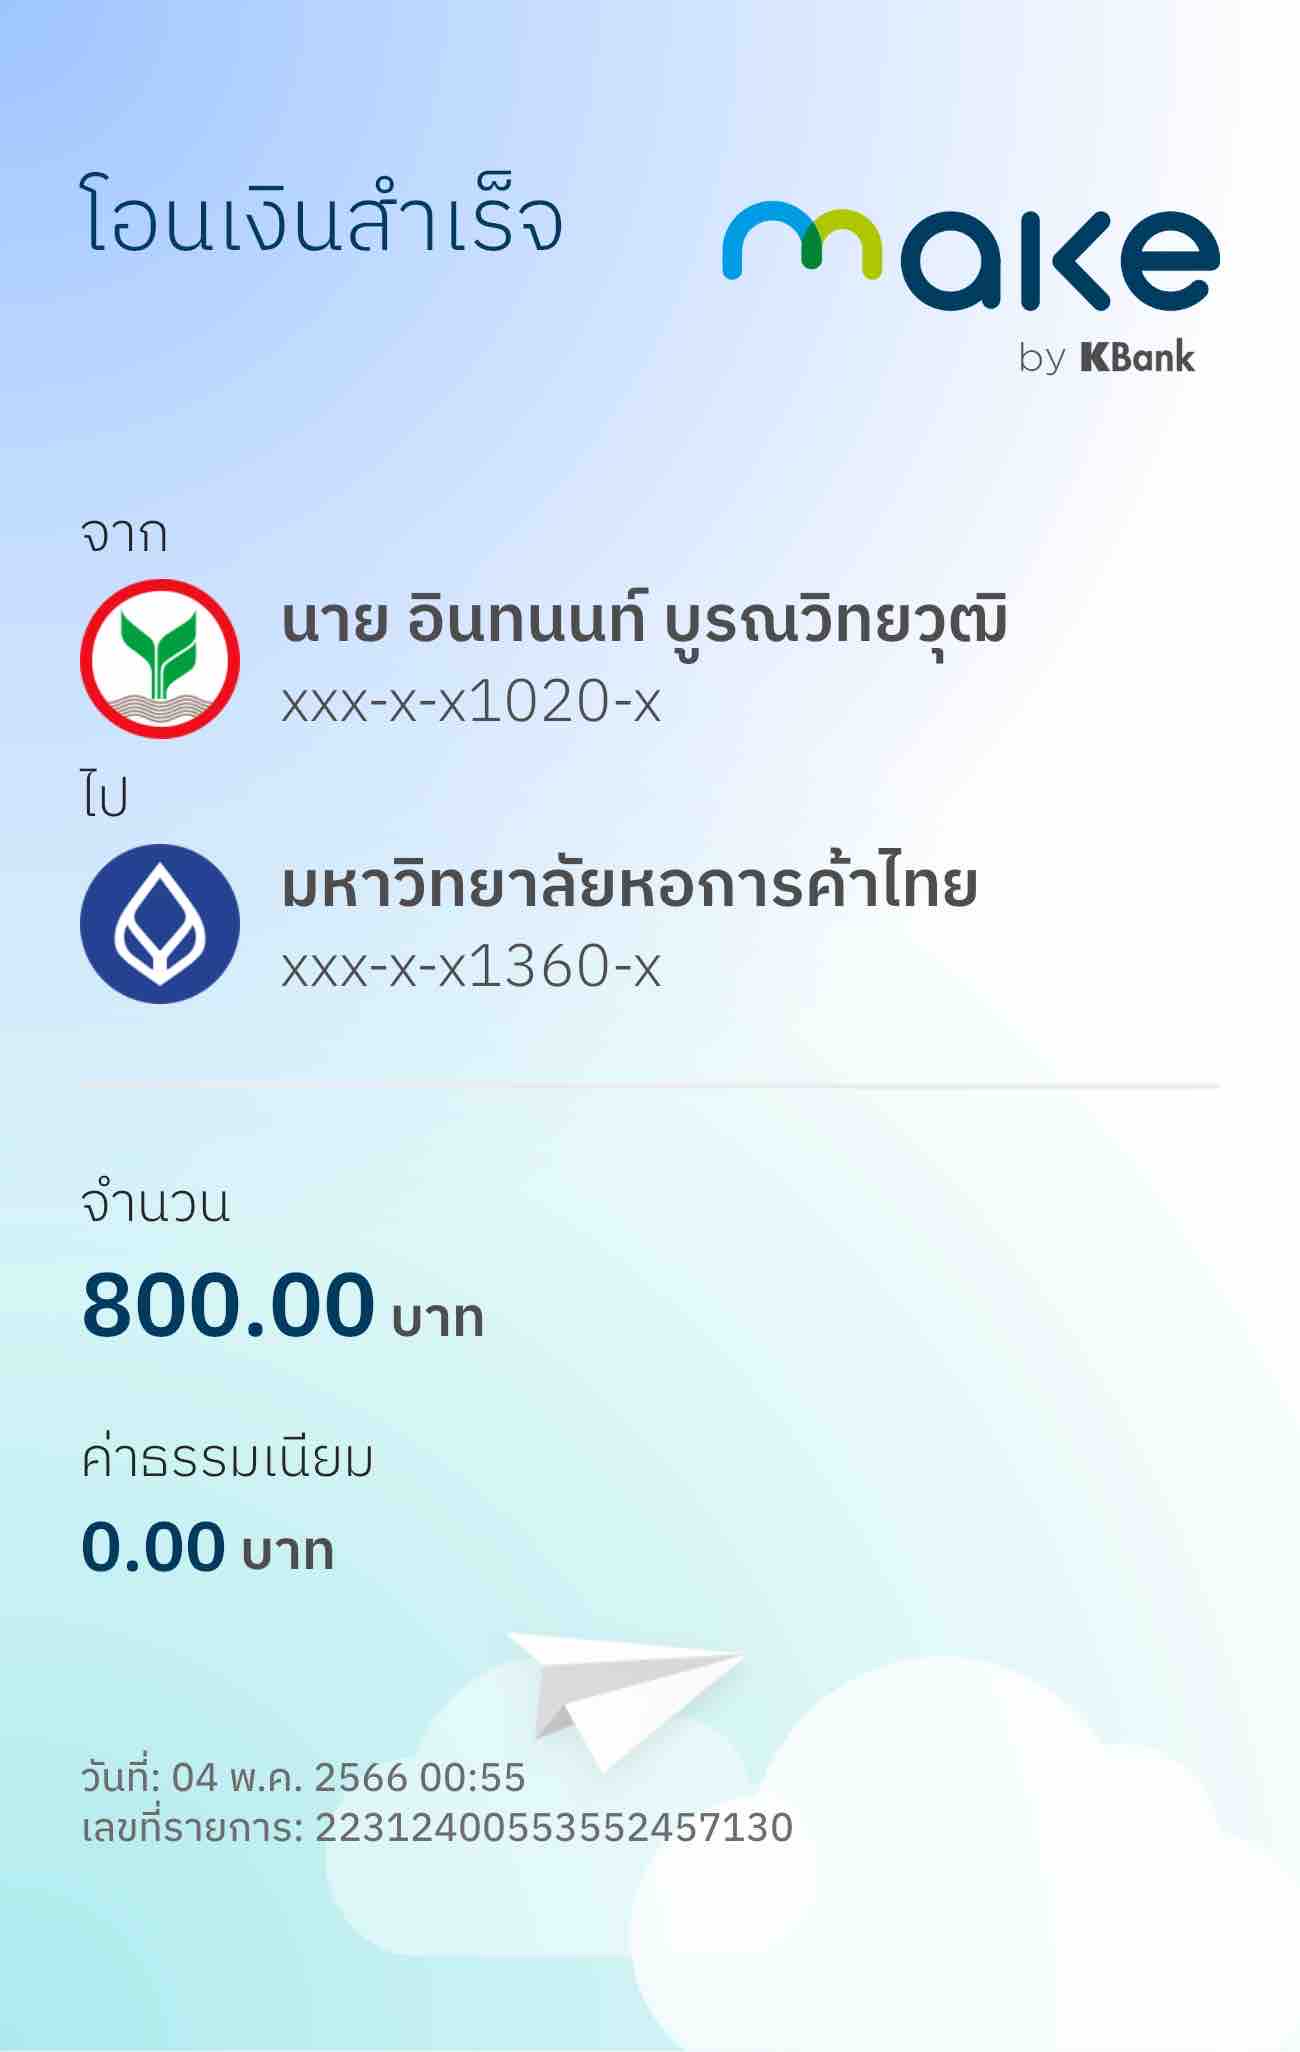 โอนเงินสำเร็จ
make
by KBank
จาก
นาย อินทนนท์ บูรณวิทยวุฒิ
xxx-x-x1020-x
ไป
มหาวิทยาลัยหอการค้าไทย
xxx-x-x1360-x
จำนวน
800.00 บาท
ค่าธรรมเนียม
0.00 บาท
วันที่: 04 พ.ค. 2566 00:55
เลขที่รายการ: 22312400553552457130